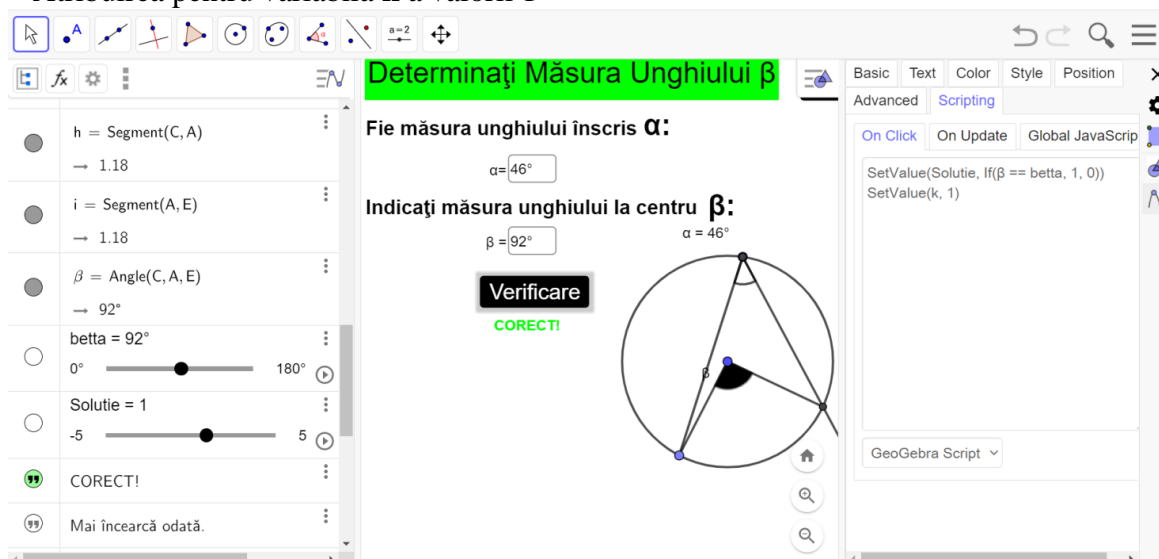 Determinaţi Măsura Unghiului β
Basic Text Color Style Position
Advanced Scripting
On Click On Update Global JavaScrip
SetValue(Solutie, If(β == betta, 1, 0))
SetValue(k, 1)
GeoGebra Script
h = Segment(C, A)
→ 1.18
i = Segment(A, E)
→ 1.18
β = Angle(C, A, E)
→ 92°
betta = 92°
0° 180°
Solutie = 1
-5 5
CORECT!
Mai încearcă odată.
Fie măsura unghiului înscris α:
α= 46°
Indicaţi măsura unghiului la centru β:
β = 92°
α = 46°
Verificare
CORECT!
β
a=2
A